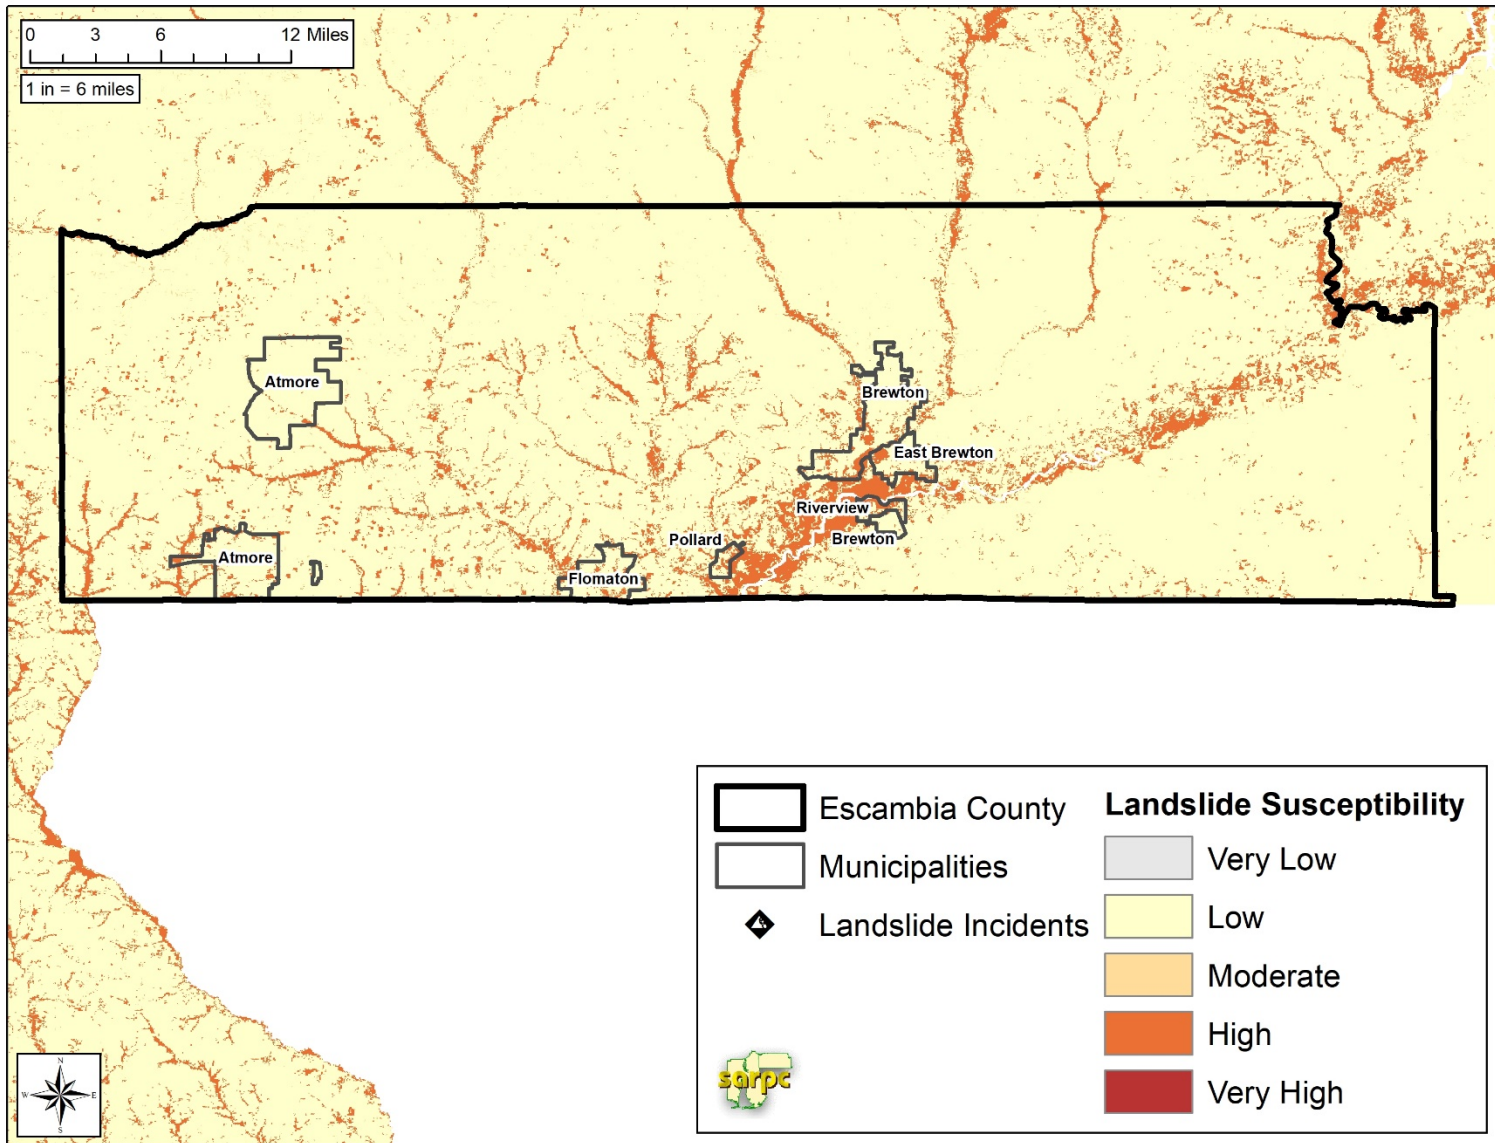 0 3 6 12 Miles
1 in = 6 miles
Atmore
Brewton
East Brewton
Riverview
Brewton
Pollard
Atmore
Flomaton
Escambia County
Municipalities
Landslide Incidents
Landslide Susceptibility
Very Low
Low
Moderate
High
Very High
sarpc
N
W E
S